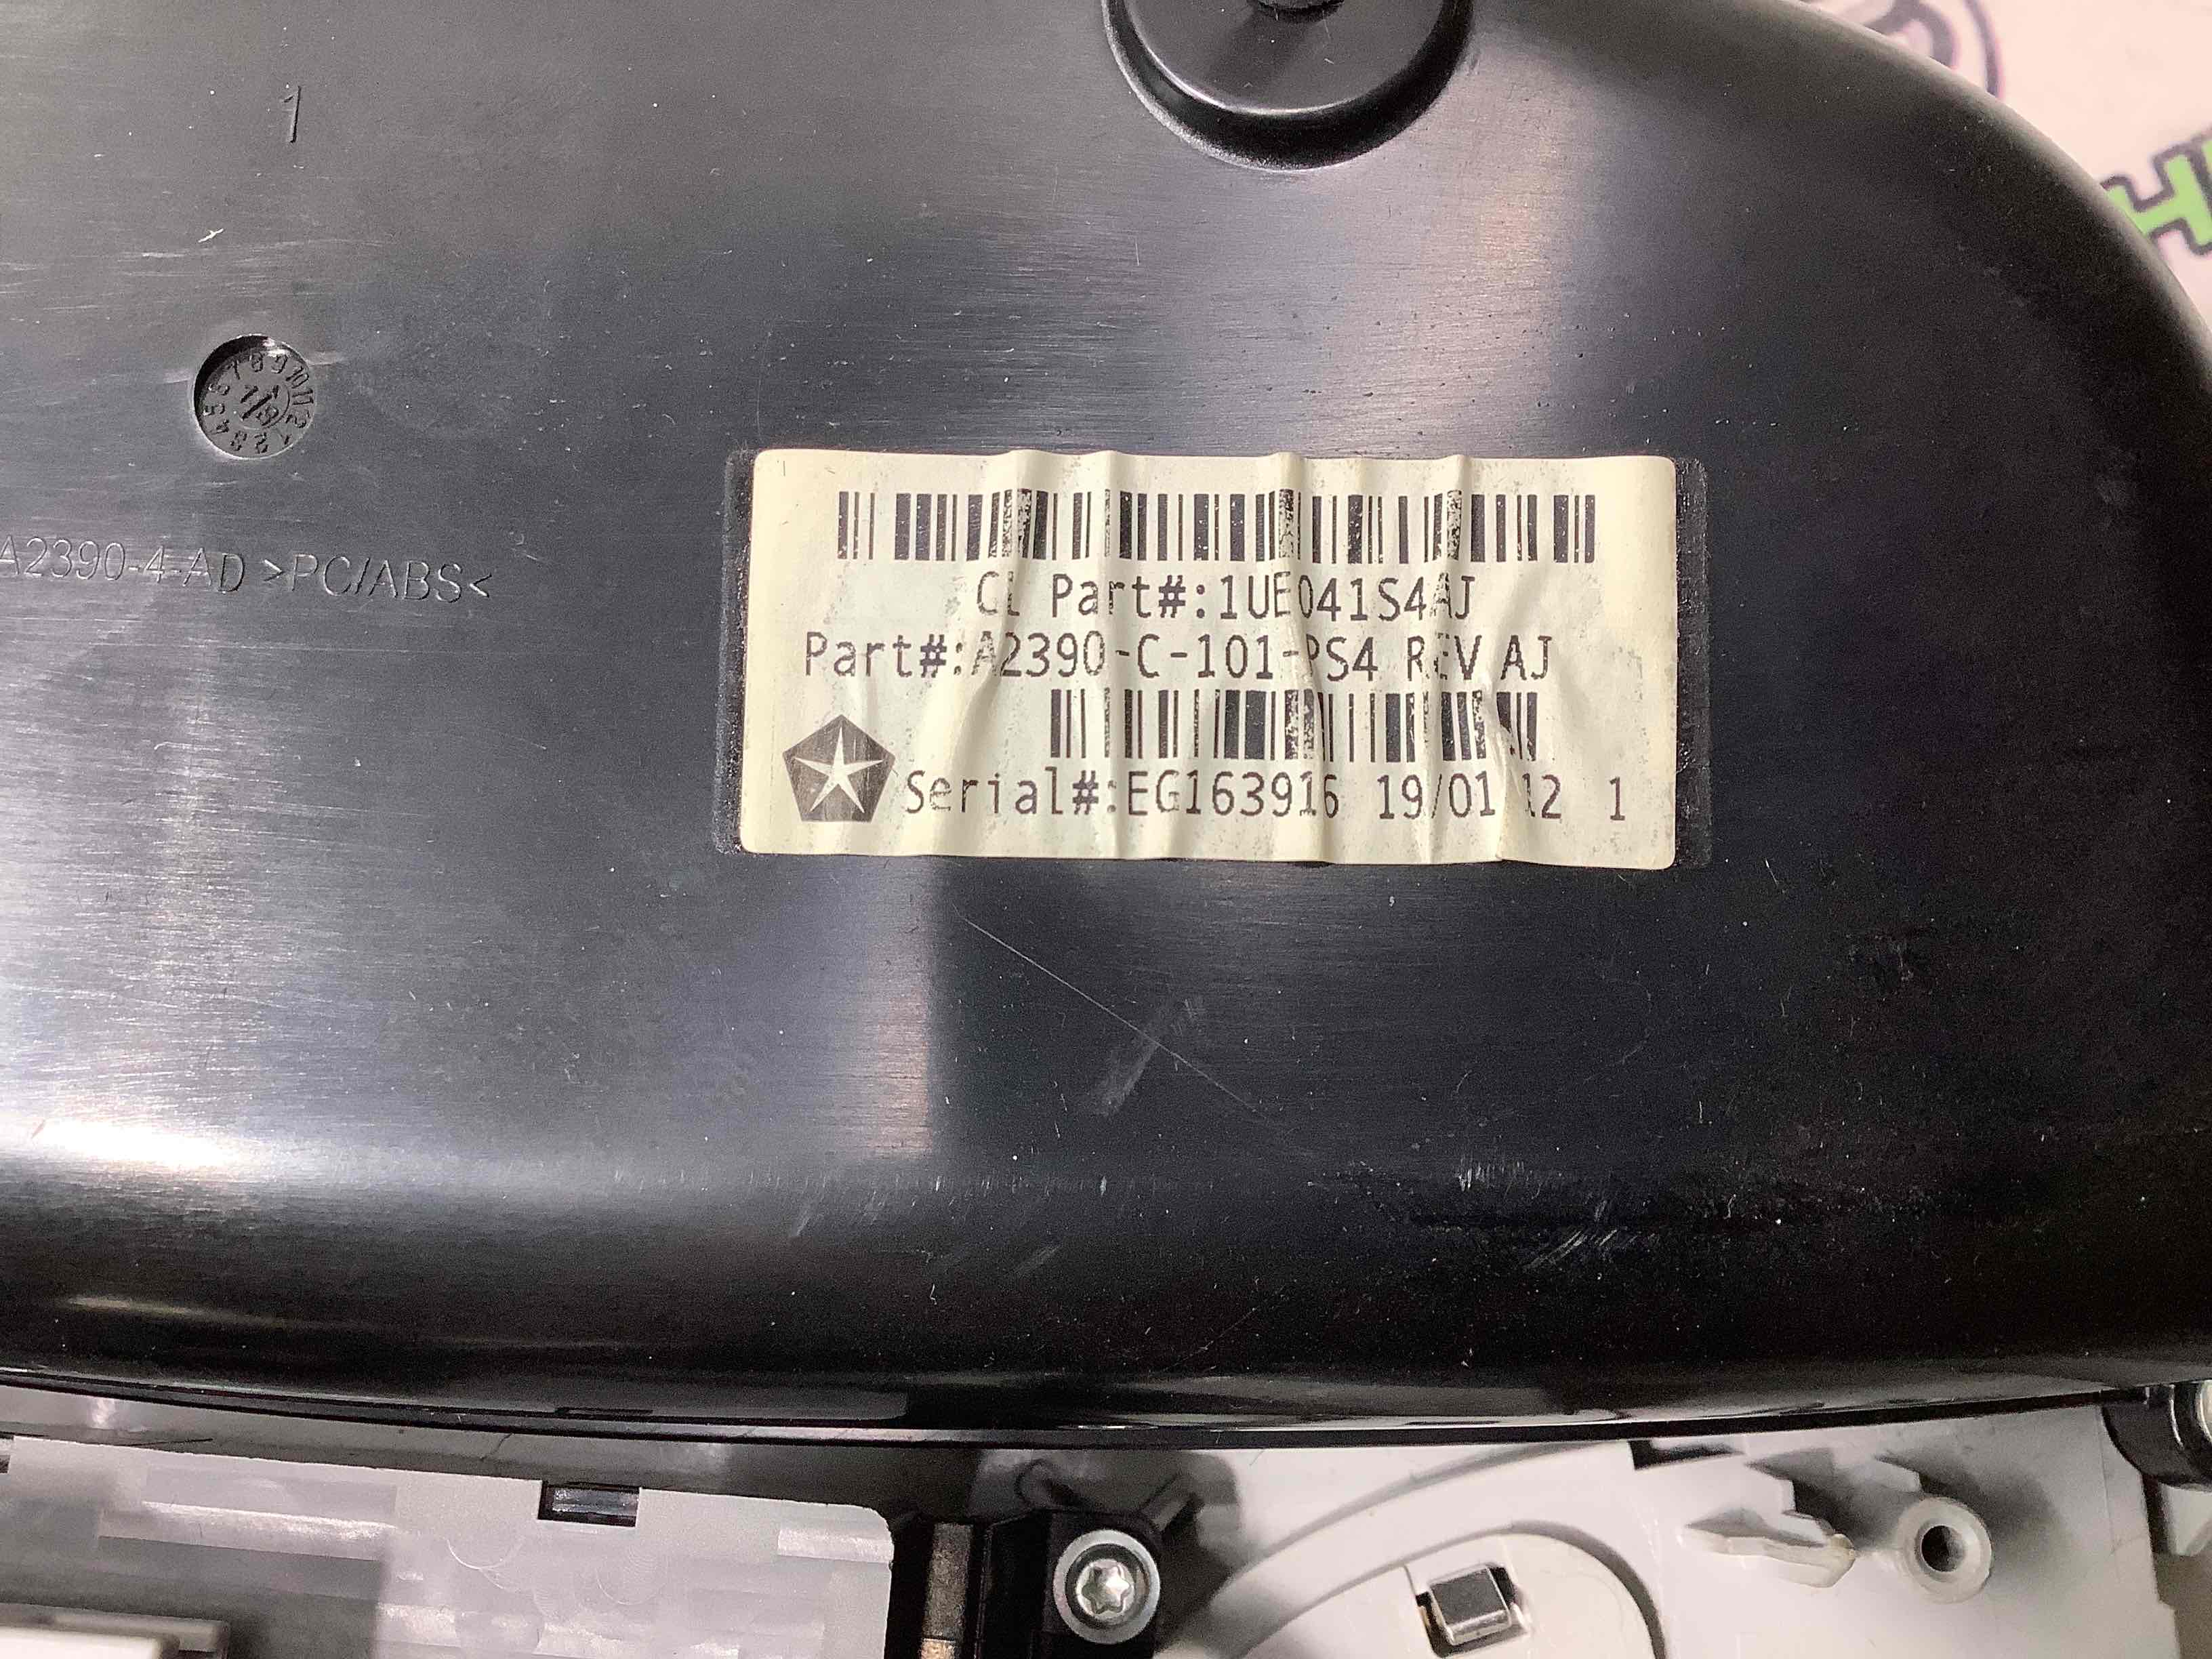 1
A2390-4-AD >PC/ABS<
CL Part#:1UE041S4AJ
Part#:A2390-C-101-PS4 REV AJ
Serial#:EG163916 19/01/12 1